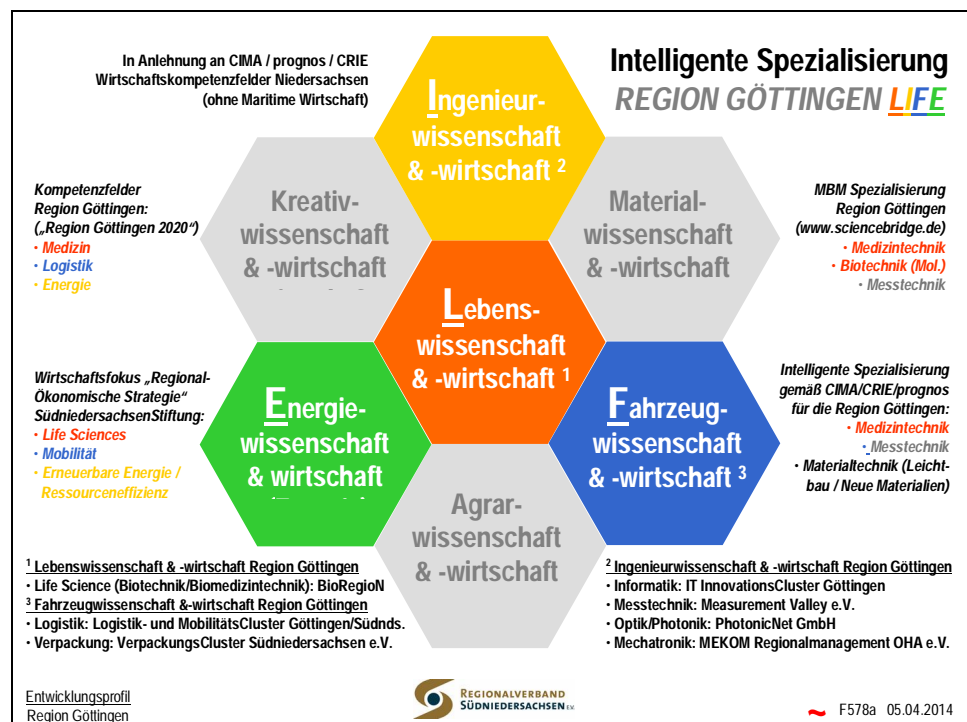 In Anlehnung an CIMA / prognos / CRIE
Wirtschaftskompetenzfelder Niedersachsen
(ohne Maritime Wirtschaft)
Intelligente Spezialisierung
REGION GÖTTINGEN LIFE
Ingenieur-
wissenschaft
& -wirtschaft ²
Kreativ-
wissenschaft
& -wirtschaft
Material-
wissenschaft
& -wirtschaft
Kompetenzfelder
Region Göttingen:
(„Region Göttingen 2020“)
• Medizin
• Logistik
• Energie
MBM Spezialisierung
Region Göttingen
(www.sciencebridge.de)
• Medizintechnik
• Biotechnik (Mol.)
• Messtechnik
Lebens-
wissenschaft
& -wirtschaft ¹
Wirtschaftsfokus „Regional-
Ökonomische Strategie“
SüdniedersachsenStiftung:
• Life Sciences
• Mobilität
• Erneuerbare Energie /
Ressourceneffizienz
Energie-
wissenschaft
& wirtschaft
Fahrzeug-
wissenschaft
& -wirtschaft ³
Intelligente Spezialisierung
gemäß CIMA/CRIE/prognos
für die Region Göttingen:
• Medizintechnik
• Messtechnik
• Materialtechnik (Leicht-
bau / Neue Materialien)
Agrar-
wissenschaft
& -wirtschaft
¹ Lebenswissenschaft & -wirtschaft Region Göttingen
• Life Science (Biotechnik/Biomedizintechnik): BioRegioN
³ Fahrzeugwissenschaft &-wirtschaft Region Göttingen
• Logistik: Logistik- und MobilitätsCluster Göttingen/Südnds.
• Verpackung: VerpackungsCluster Südniedersachsen e.V.
² Ingenieurwissenschaft & -wirtschaft Region Göttingen
• Informatik: IT InnovationsCluster Göttingen
• Messtechnik: Measurement Valley e.V.
• Optik/Photonik: PhotonicNet GmbH
• Mechatronik: MEKOM Regionalmanagement OHA e.V.
Entwicklungsprofil
Region Göttingen
REGIONALVERBAND
SÜDNIEDERSACHSEN E.V.
F578a 05.04.2014